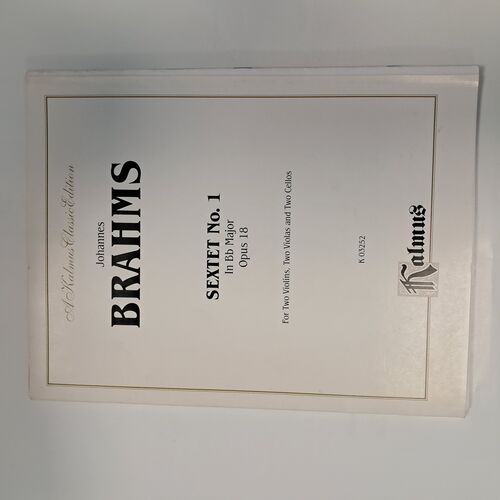 A Kalmus Classic Edition
Johannes
BRAHMS
SEXTET No. 1
In Bb Major
Opus 18
For Two Violins, Two Violas and Two Cellos
K 03252
Kalmus